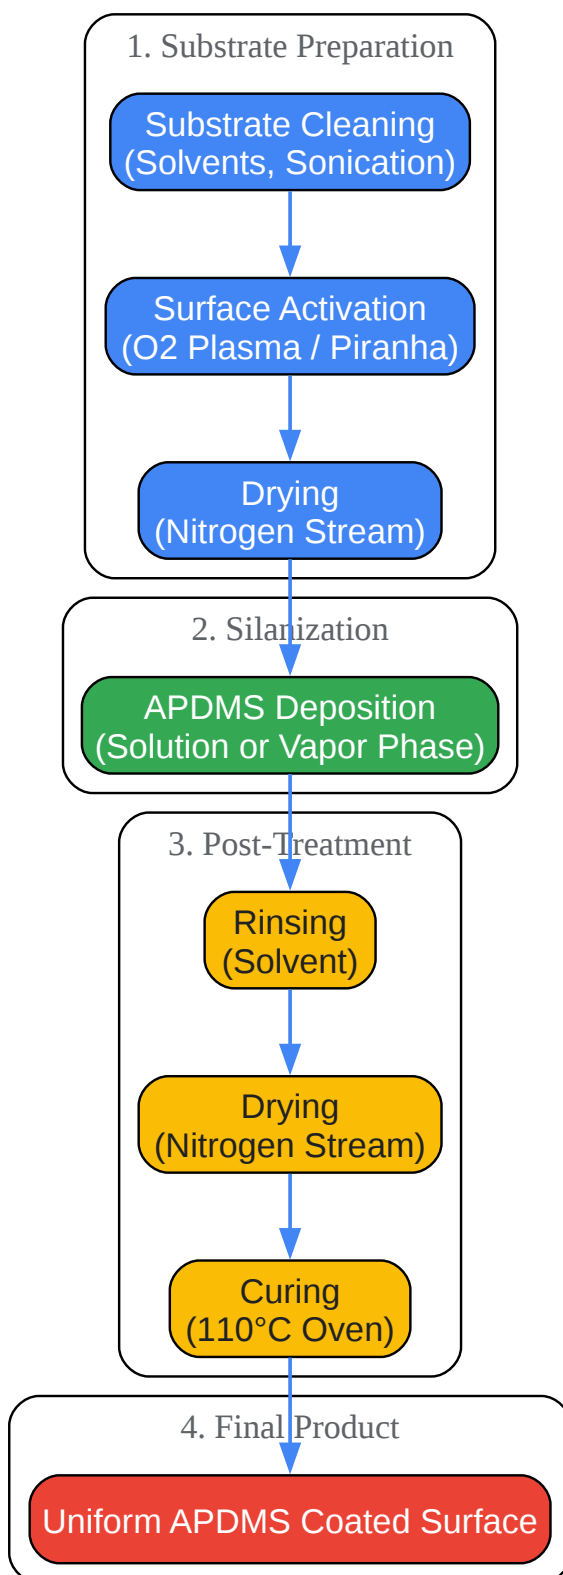 1. Substrate Preparation
Substrate Cleaning
(Solvents, Sonication)
Surface Activation
(O2 Plasma / Piranha)
Drying
(Nitrogen Stream)
2. Silanization
APDMS Deposition
(Solution or Vapor Phase)
3. Post-Treatment
Rinsing
(Solvent)
Drying
(Nitrogen Stream)
Curing
(110°C Oven)
4. Final Product
Uniform APDMS Coated Surface